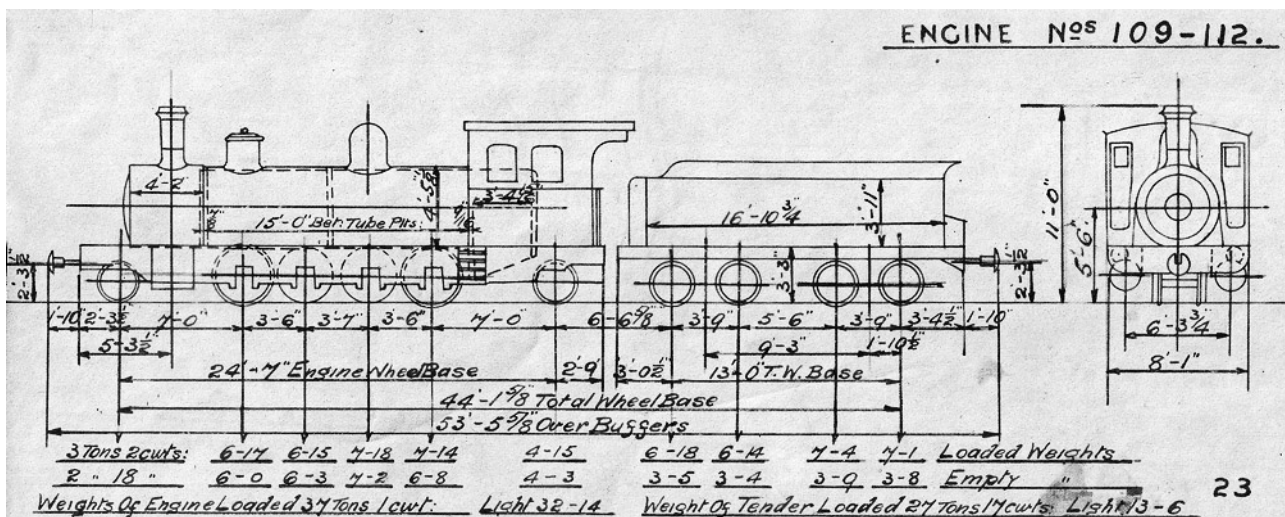 ENGINE Nos 109-112.
4'-2"
4'-5⅝"
3'-4½"
15'-0" Bet: Tube Plts:
16'-10¾"
3'-11"
11'-0"
5'-6"
2'-3½"
3'-3"
2'-3½"
1'-10" 2'-3½" 7'-0" 3'-6" 3'-7" 3'-6" 7'-0" 6'-6⅝" 3'-9" 5'-6" 3'-9" 3'-4½" 1'-10"
5'-3½"
9'-3" 1'-10½"
6'-3¾"
8'-1"
24'-7" Engine Wheel Base 2'-9" 3'-0½" 13'-0" T.W. Base
44'-1⅝" Total Wheel Base
53'-5⅝" Over Buggers
3 Tons 2cwts: 6-17 6-15 7-18 7-14 4-15 6-18 6-14 7-4 7-1 Loaded Weights
2 " 18 " 6-0 6-3 7-2 6-8 4-3 3-5 3-4 3-9 3-8 Empty "
Weights Of Engine Loaded 37 Tons 1 cwt: Light 32-14 Weight Of Tender Loaded 27 Tons 17 cwts: Light 13-6
23